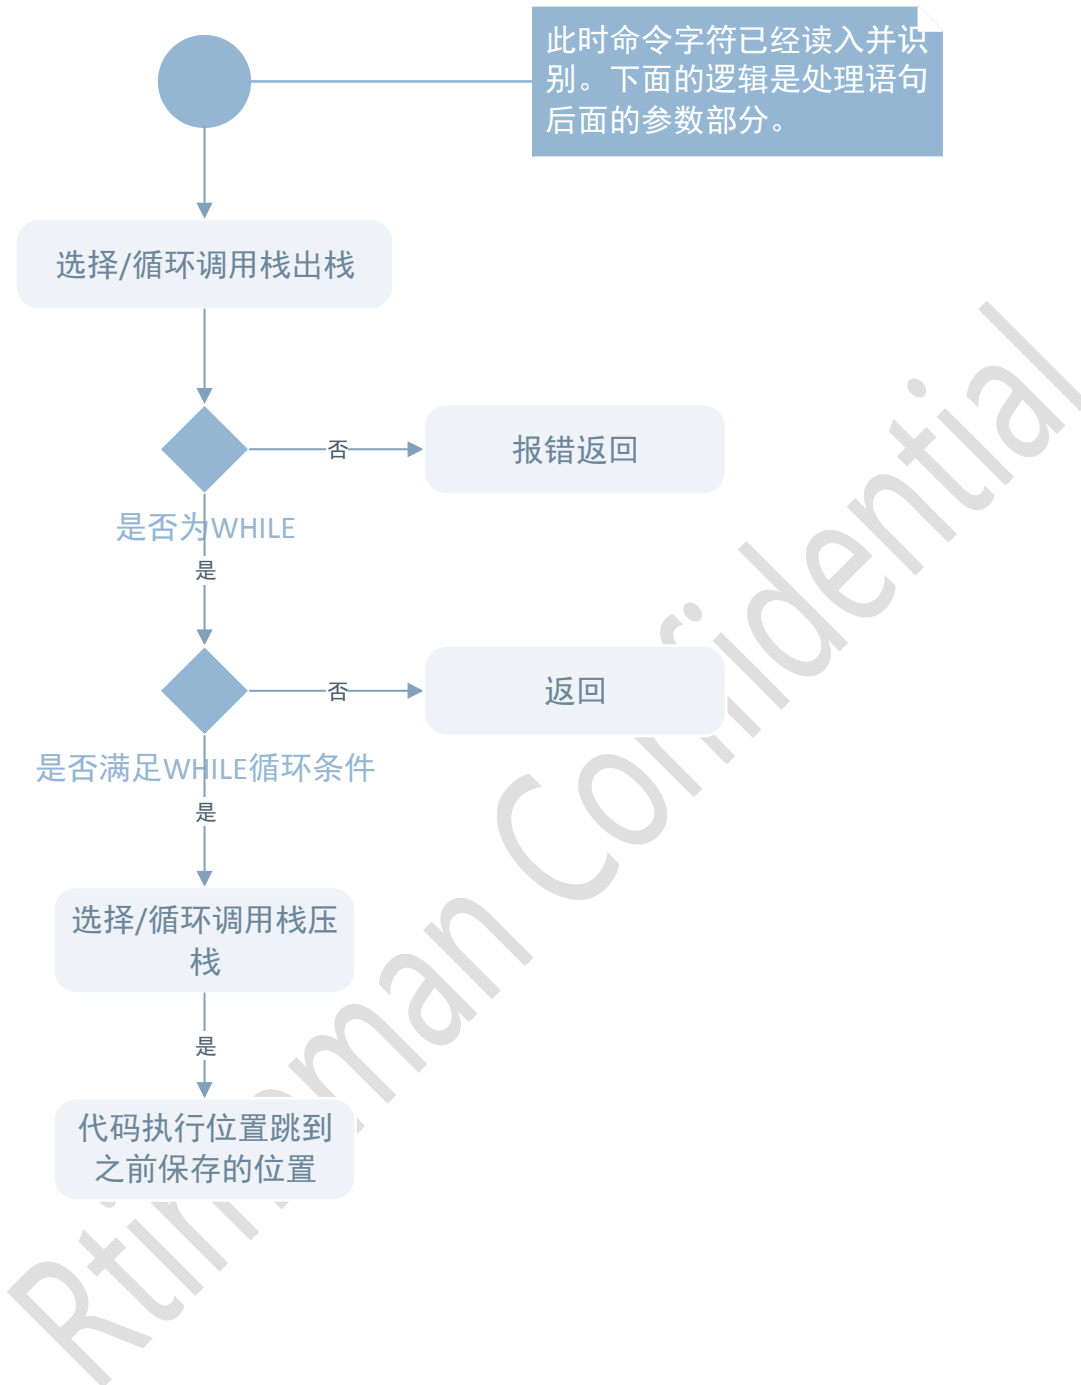 此时命令字符已经读入并识
别。下面的逻辑是处理语句
后面的参数部分。
选择/循环调用栈出栈
否
报错返回
是否为WHILE
是
否
返回
是否满足WHILE循环条件
是
选择/循环调用栈压
栈
是
代码执行位置跳到
之前保存的位置
Confidential